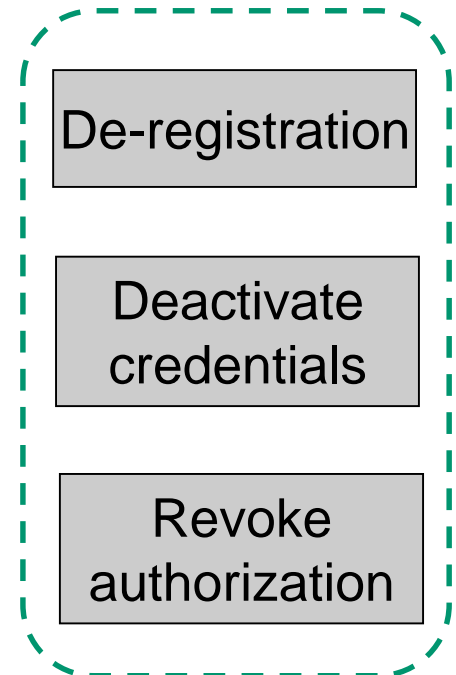 De-registration
Deactivate
credentials
Revoke
authorization